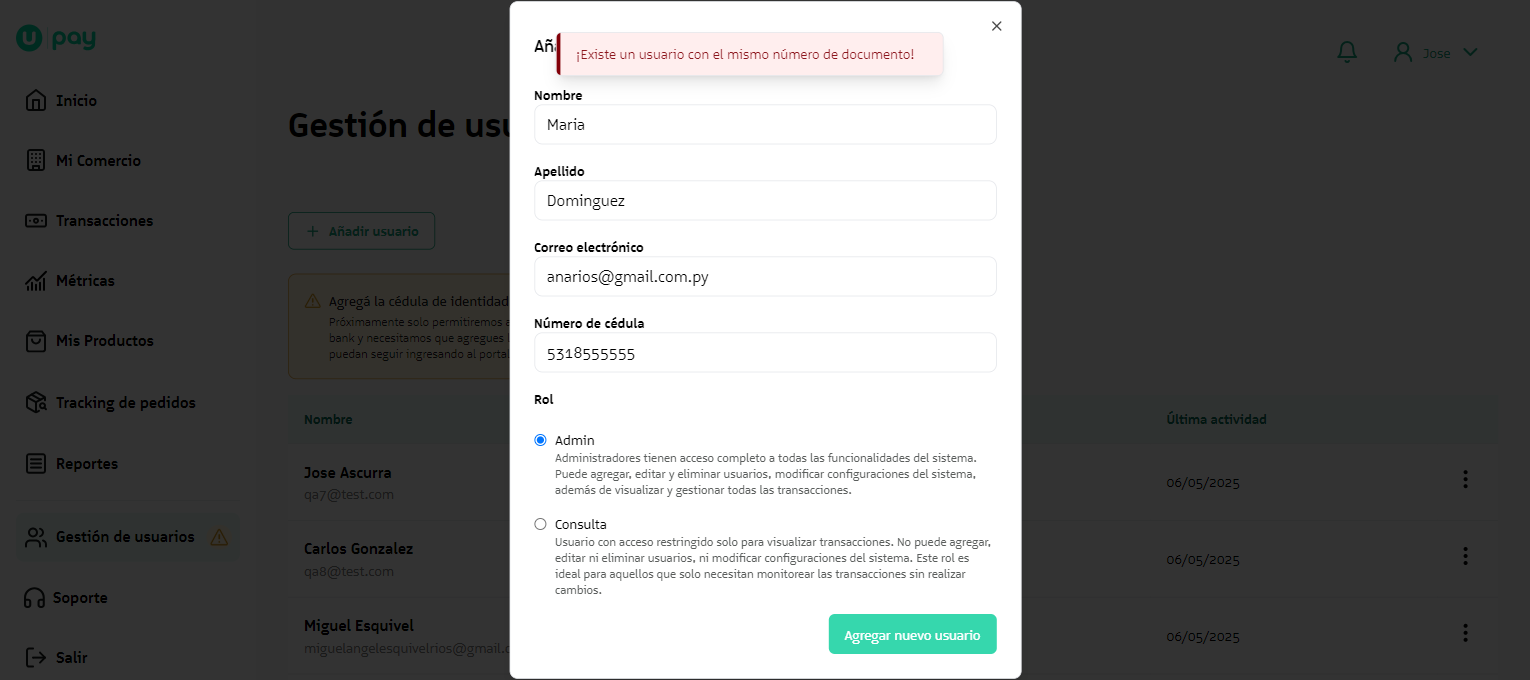 U pay
Inicio
Mi Comercio
Transacciones
Métricas
Mis Productos
Tracking de pedidos
Reportes
Gestión de usuarios
Soporte
Salir
Jose
Gestión de usu
+ Añadir usuario
Agregá la cédula de identidad
Próximamente solo permitiremos
bank y necesitamos que agregues
puedan seguir ingresando al portal
Nombre
Última actividad
Jose Ascurra
qa7@test.com
06/05/2025
Carlos Gonzalez
qa8@test.com
06/05/2025
Miguel Esquivel
miguelangelesquivelrios@gmail.c
06/05/2025
Aña
¡Existe un usuario con el mismo número de documento!
Nombre
Maria
Apellido
Dominguez
Correo electrónico
anarios@gmail.com.py
Número de cédula
5318555555
Rol
Admin
Administradores tienen acceso completo a todas las funcionalidades del sistema.
Puede agregar, editar y eliminar usuarios, modificar configuraciones del sistema,
además de visualizar y gestionar todas las transacciones.
Consulta
Usuario con acceso restringido solo para visualizar transacciones. No puede agregar,
editar ni eliminar usuarios, ni modificar configuraciones del sistema. Este rol es
ideal para aquellos que solo necesitan monitorear las transacciones sin realizar
cambios.
Agregar nuevo usuario